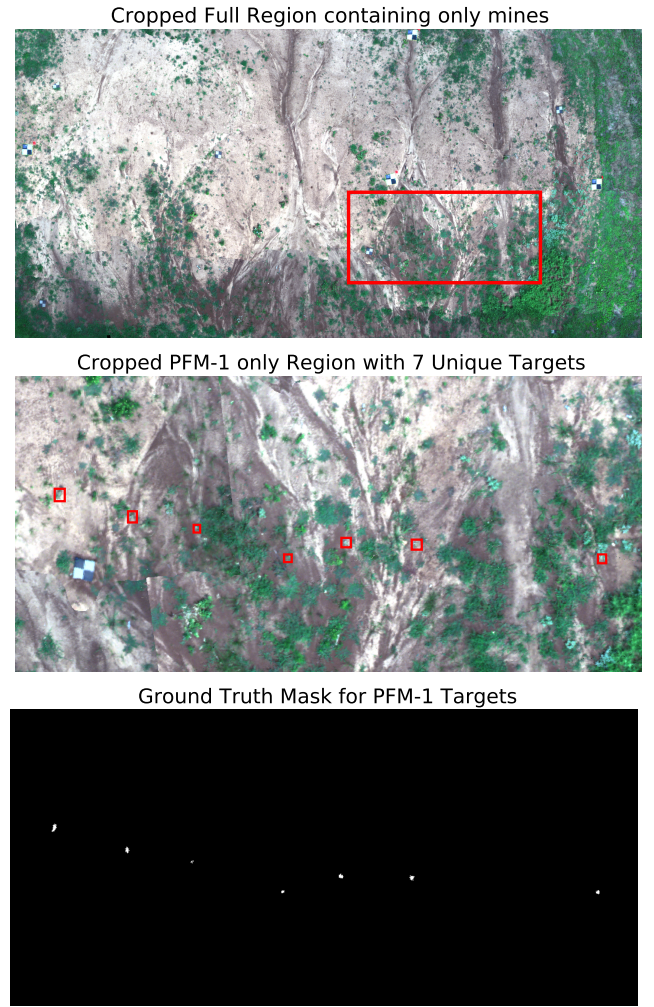 Cropped Full Region containing only mines
Cropped PFM-1 only Region with 7 Unique Targets
Ground Truth Mask for PFM-1 Targets